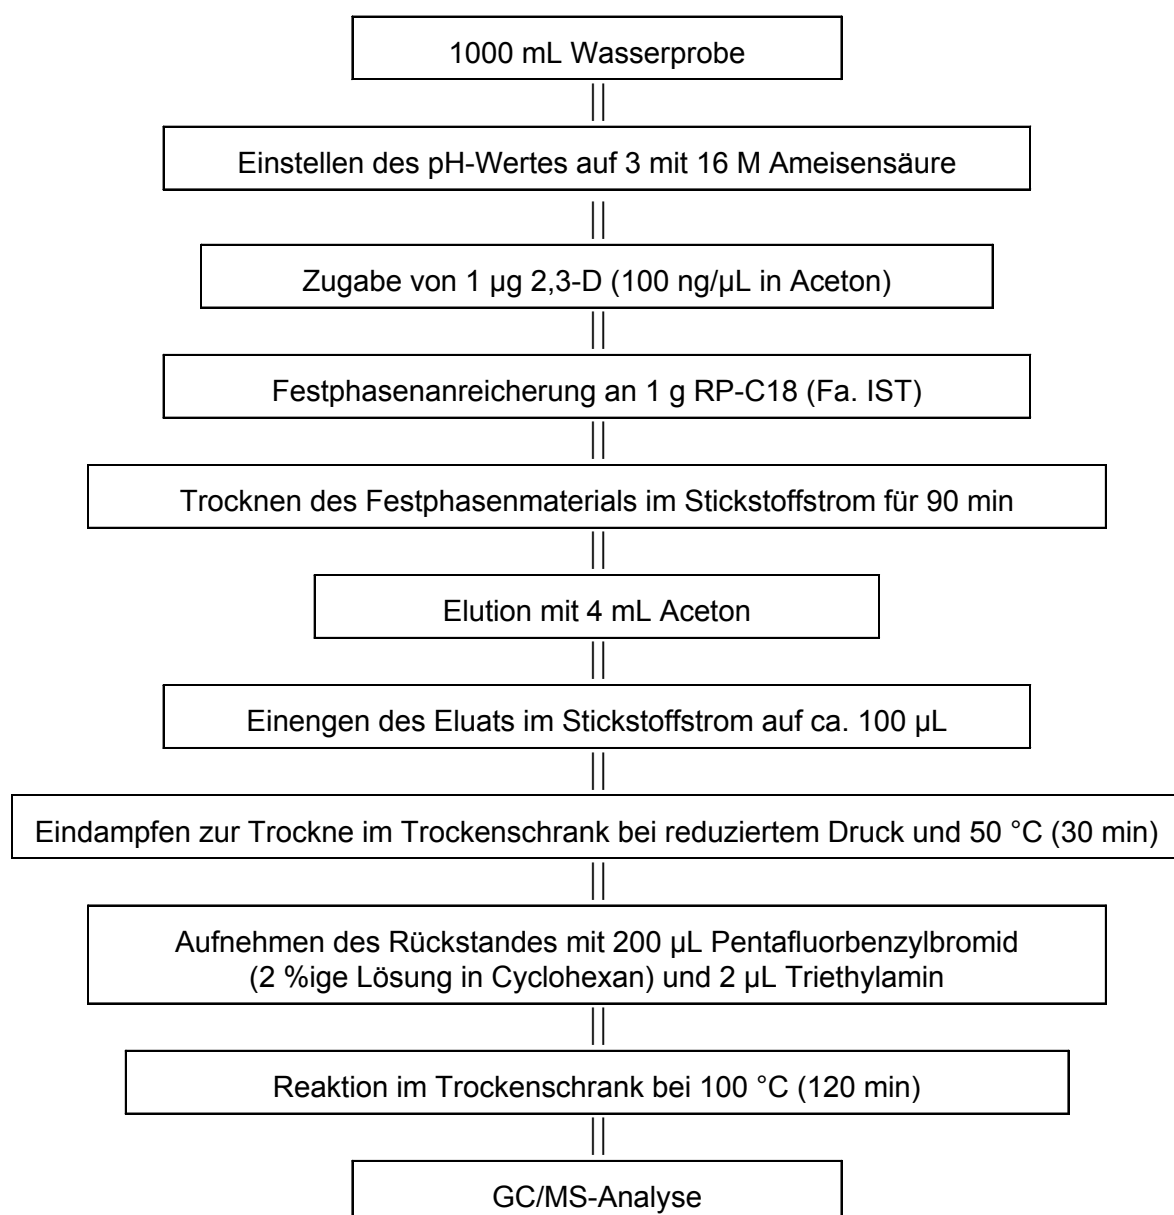 1000 mL Wasserprobe
Einstellen des pH-Wertes auf 3 mit 16 M Ameisensäure
Zugabe von 1 µg 2,3-D (100 ng/µL in Aceton)
Festphasenanreicherung an 1 g RP-C18 (Fa. IST)
Trocknen des Festphasenmaterials im Stickstoffstrom für 90 min
Elution mit 4 mL Aceton
Einengen des Eluats im Stickstoffstrom auf ca. 100 µL
Eindampfen zur Trockne im Trockenschrank bei reduziertem Druck und 50 °C (30 min)
Aufnehmen des Rückstandes mit 200 µL Pentafluorbenzylbromid
(2 %ige Lösung in Cyclohexan) und 2 µL Triethylamin
Reaktion im Trockenschrank bei 100 °C (120 min)
GC/MS-Analyse